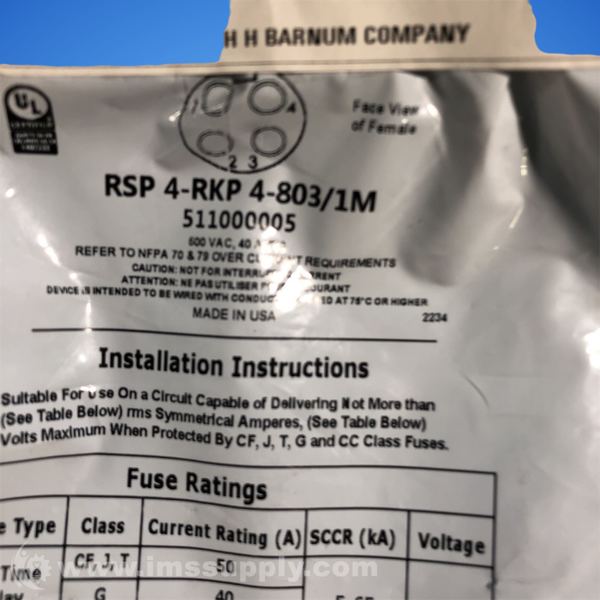 H H BARNUM COMPANY
UL
1 4
2 3
Face View
of Female
RSP 4-RKP 4-803/1M
511000005
600 VAC, 40
REFER TO NFPA 70 & 79 OVER REQUIREMENTS
CAUTION: NOT FOR
ATTENTION: NE PAS UTILISER
DEVICE IS INTENDED TO BE WIRED WITH AT 75°C OR HIGHER
MADE IN USA
2234
Installation Instructions
Suitable For Use On a Circuit Capable of Delivering Not More than
(See Table Below) rms Symmetrical Amperes, (See Table Below)
Volts Maximum When Protected By CF, J, T, G and CC Class Fuses.
Fuse Ratings
e Type Class Current Rating (A) SCCR (kA) Voltage
Time CF, J, T 50
lay G 40
www.imssupply.com